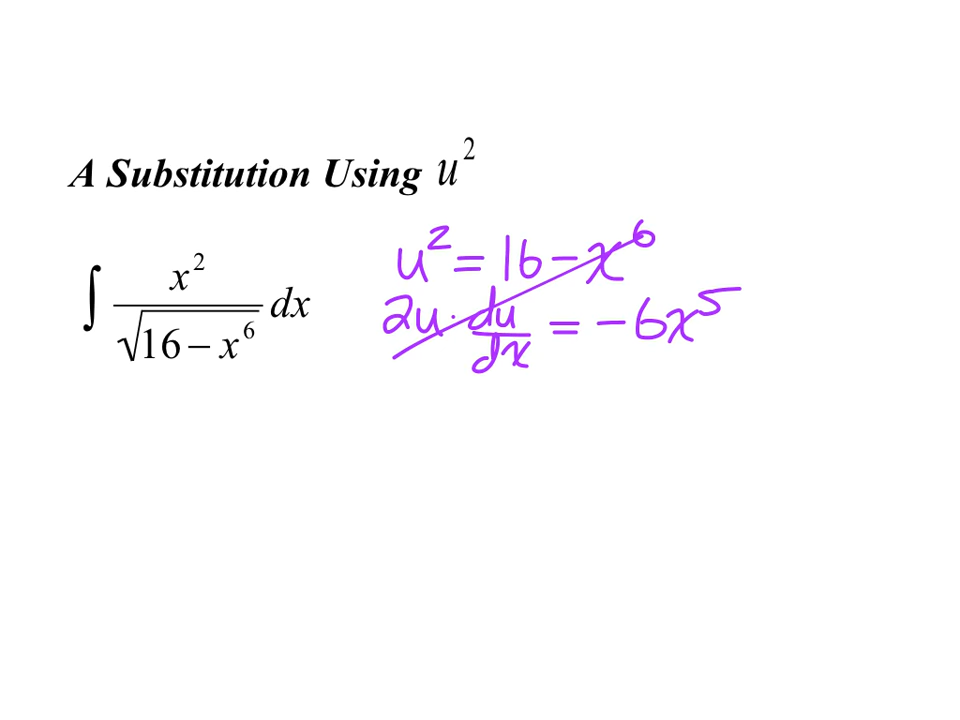 A Substitution Using u²
∫ x² / √(16 − x⁶) dx
u² = 16 − x⁶
2u · du/dx = −6x⁵